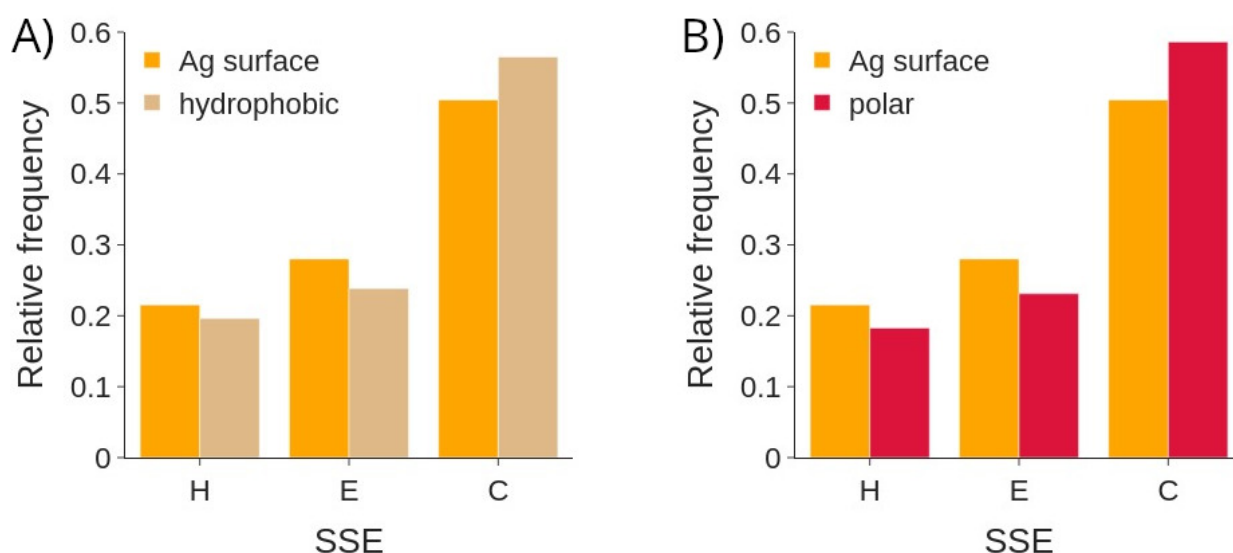 A)
Relative frequency
0.6
0.5
0.4
0.3
0.2
0.1
0
Ag surface
hydrophobic
H E C
SSE
B)
Relative frequency
0.6
0.5
0.4
0.3
0.2
0.1
0
Ag surface
polar
H E C
SSE